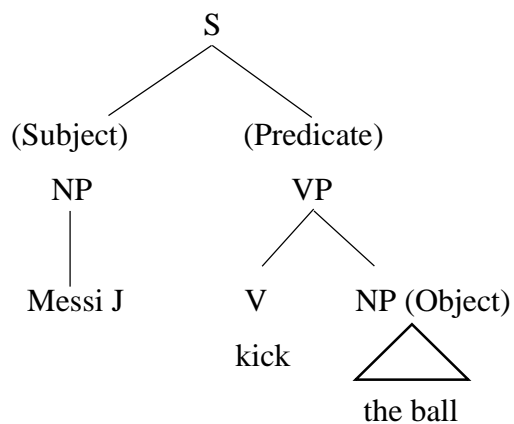 S
(Subject) (Predicate)
NP VP
Messi J V NP (Object)
kick
the ball